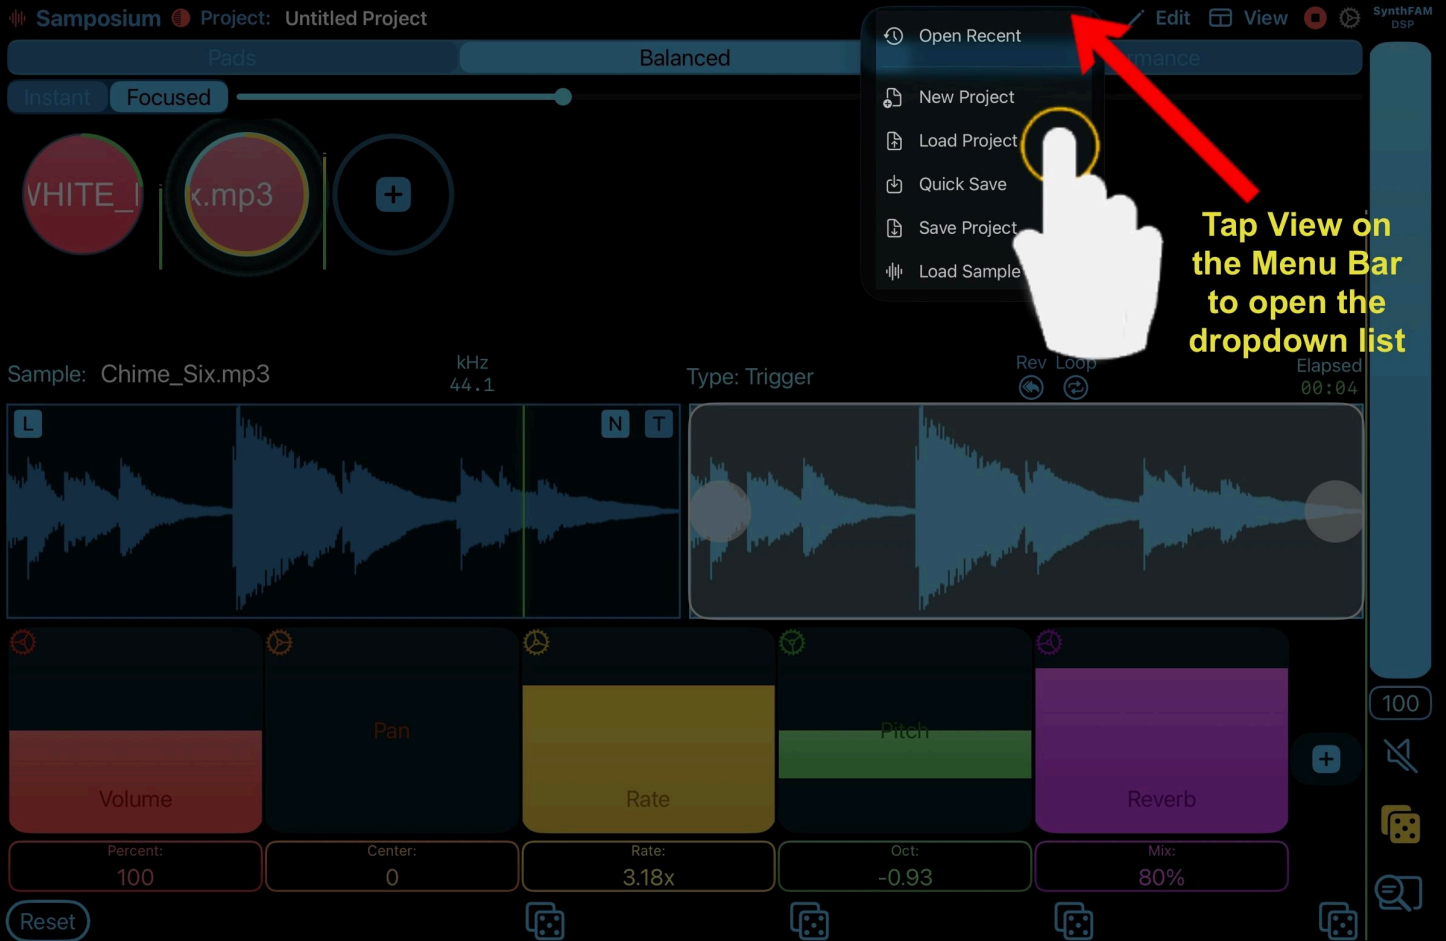 Samposium Project: Untitled Project Edit View SynthFAM
DSP
Open Recent
Pads Balanced rmance
New Project
Instant Focused
Load Project
Quick Save
WHITE_ x.mp3
Save Project
Load Sample
Tap View on
the Menu Bar
to open the
dropdown list
Sample: Chime_Six.mp3 kHz
44.1 Type: Trigger Rev Loop Elapsed
00:04
L N T
Volume Pan Rate Pitch Reverb
Percent: Center: Rate: Oct: Mix:
100 0 3.18x -0.93 80%
100
Reset